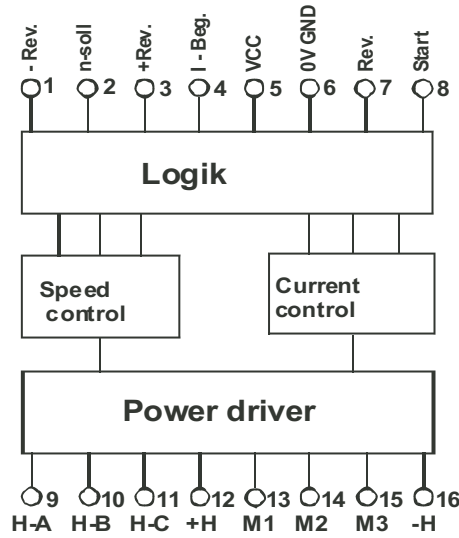 - Rev. n-soll +Rev. I - Beg. VCC 0V GND Rev. Start
1 2 3 4 5 6 7 8
Logik
Speed
control
Current
control
Power driver
9 10 11 12 13 14 15 16
H-A H-B H-C +H M1 M2 M3 -H